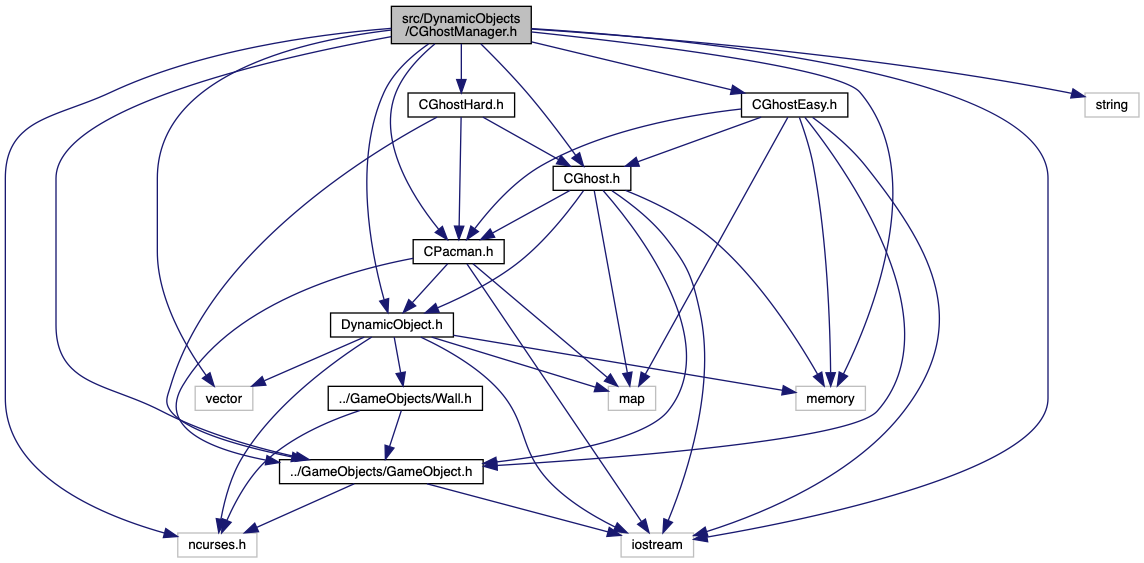 src/DynamicObjects
/CGhostManager.h
CGhostHard.h
CGhostEasy.h
string
CGhost.h
CPacman.h
DynamicObject.h
vector
../GameObjects/Wall.h
map
memory
../GameObjects/GameObject.h
ncurses.h
iostream